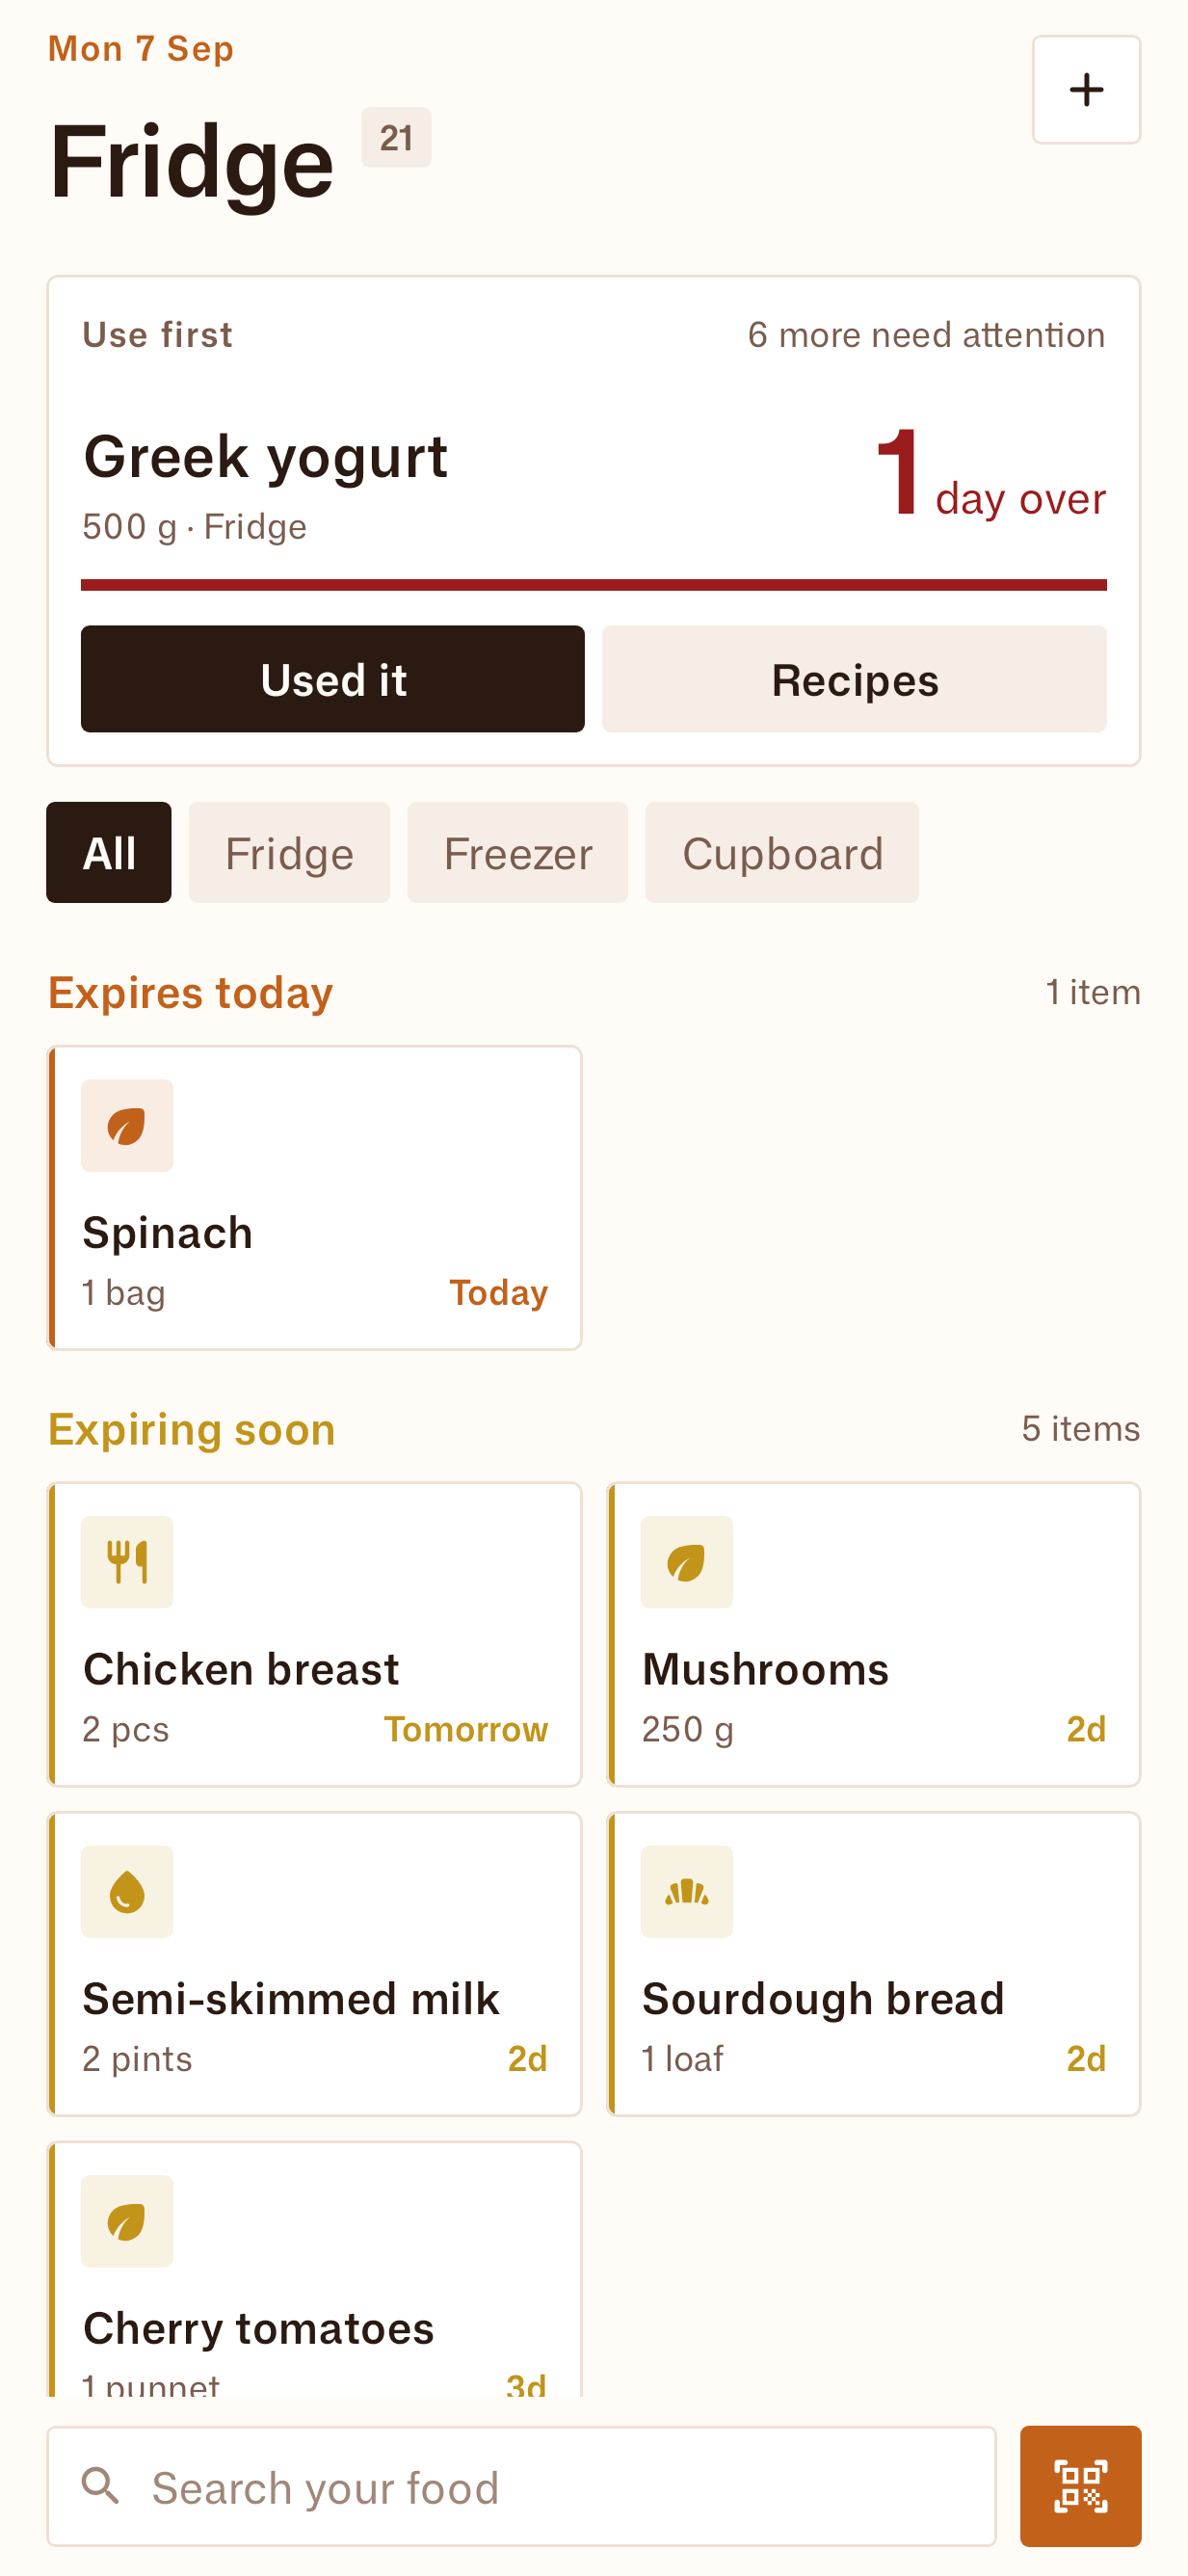 Mon 7 Sep
Fridge 21
Use first 6 more need attention
Greek yogurt 1 day over
500 g · Fridge
Used it Recipes
All Fridge Freezer Cupboard
Expires today 1 item
Spinach
1 bag Today
Expiring soon 5 items
Chicken breast Mushrooms
2 pcs Tomorrow 250 g 2d
Semi-skimmed milk Sourdough bread
2 pints 2d 1 loaf 2d
Cherry tomatoes
1 punnet 3d
Search your food